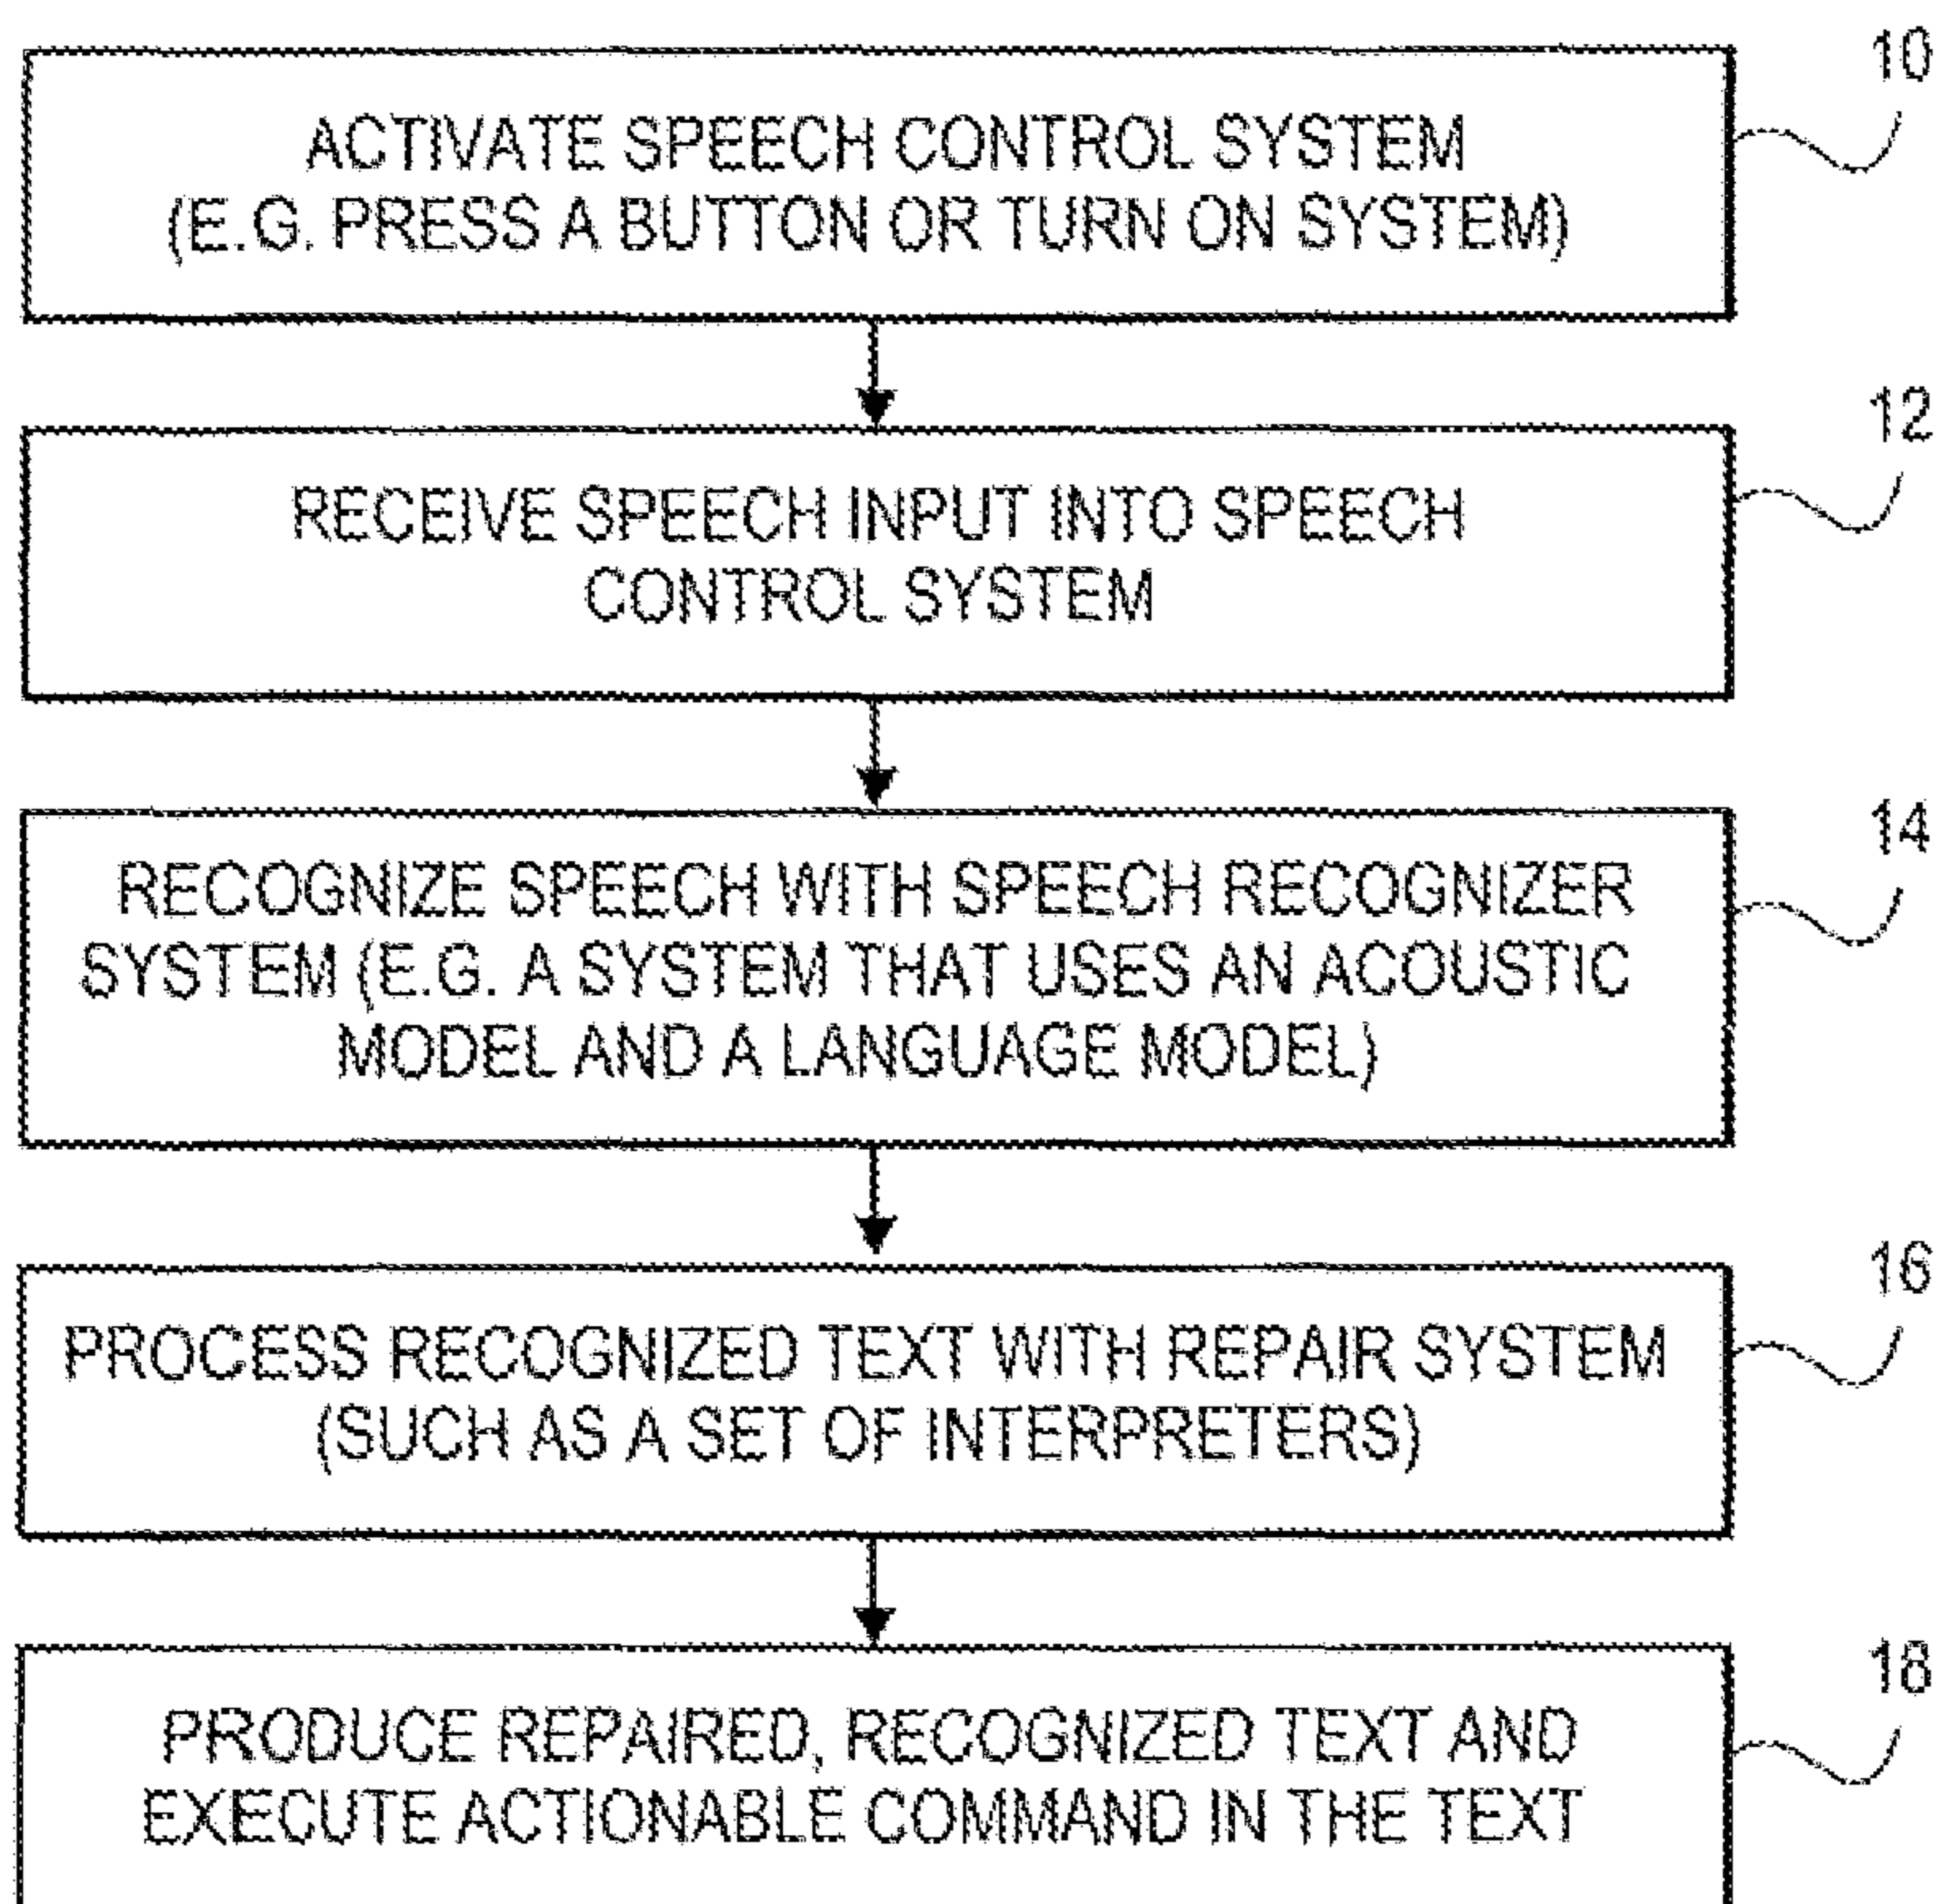 10
ACTIVATE SPEECH CONTROL SYSTEM
(E.G. PRESS A BUTTON OR TURN ON SYSTEM)
12
RECEIVE SPEECH INPUT INTO SPEECH
CONTROL SYSTEM
14
RECOGNIZE SPEECH WITH SPEECH RECOGNIZER
SYSTEM (E.G. A SYSTEM THAT USES AN ACOUSTIC
MODEL AND A LANGUAGE MODEL)
16
PROCESS RECOGNIZED TEXT WITH REPAIR SYSTEM
(SUCH AS A SET OF INTERPRETERS)
18
PRODUCE REPAIRED, RECOGNIZED TEXT AND
EXECUTE ACTIONABLE COMMAND IN THE TEXT